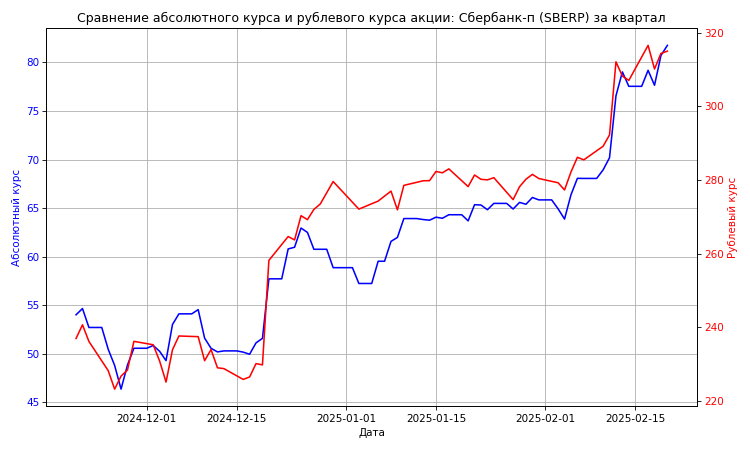 Сравнение абсолютного курса и рублевого курса акции: Сбербанк-п (SBERP) за квартал
Абсолютный курс
80
75
70
65
60
55
50
45
320
300
280
260
240
220
Рублевый курс
2024-12-01 2024-12-15 2025-01-01 2025-01-15 2025-02-01 2025-02-15
Дата